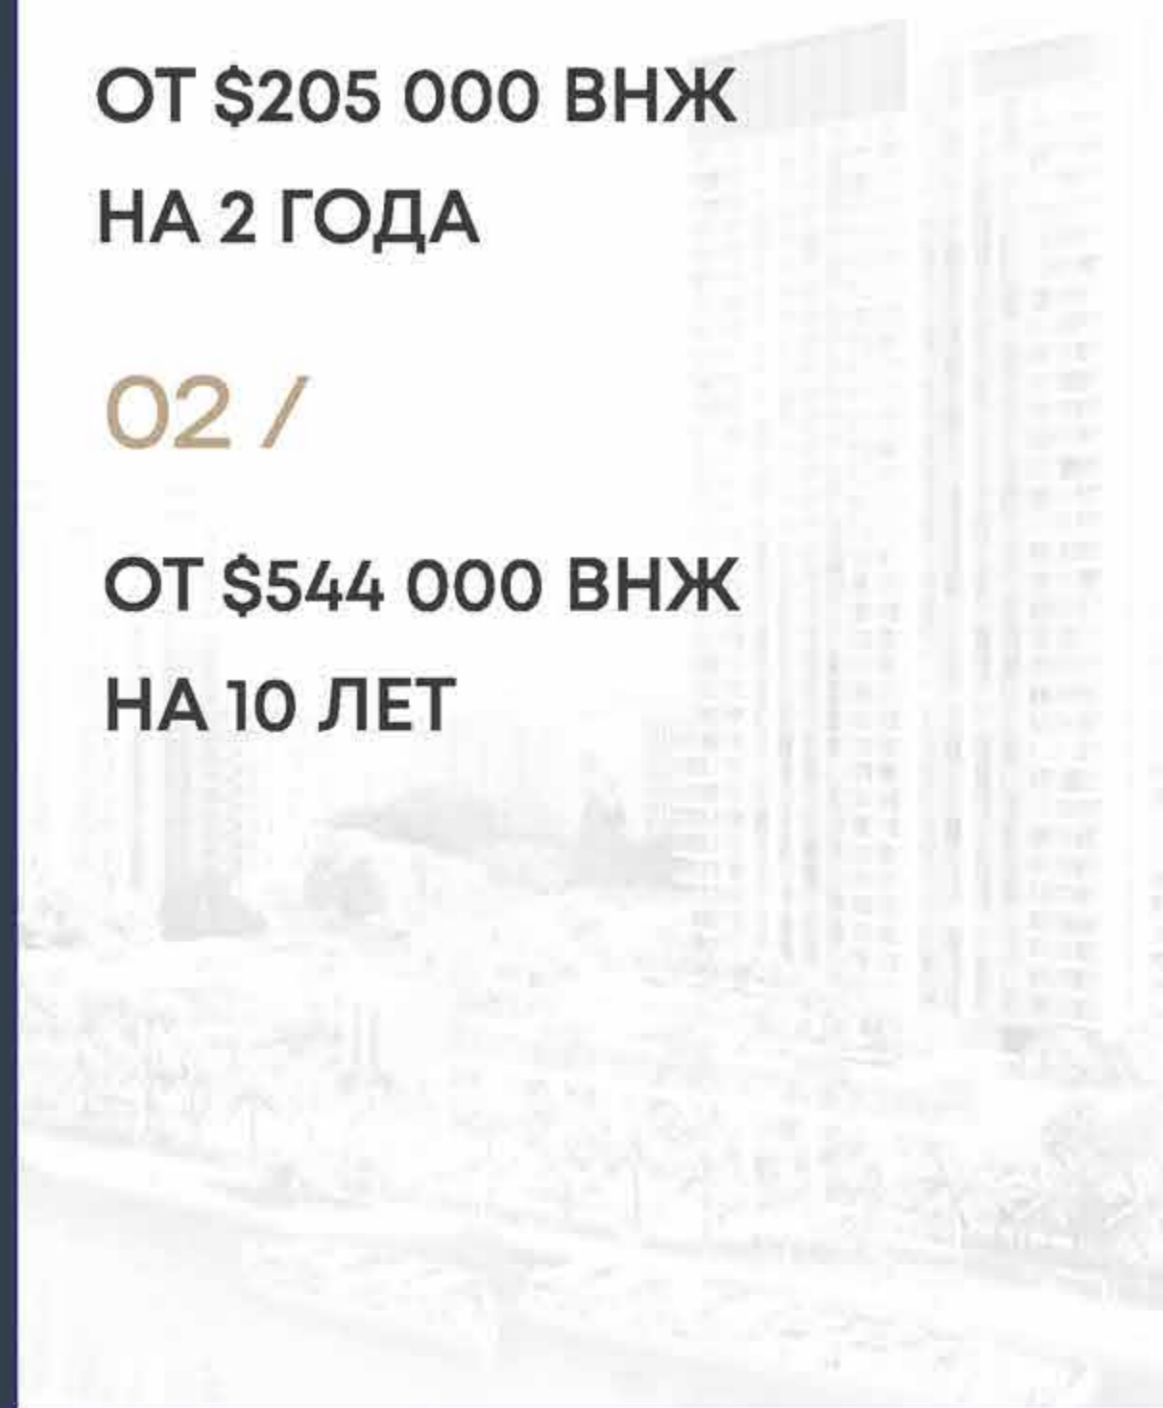 ОТ $205 000 ВНЖ
НА 2 ГОДА
02 /
ОТ $544 000 ВНЖ
НА 10 ЛЕТ